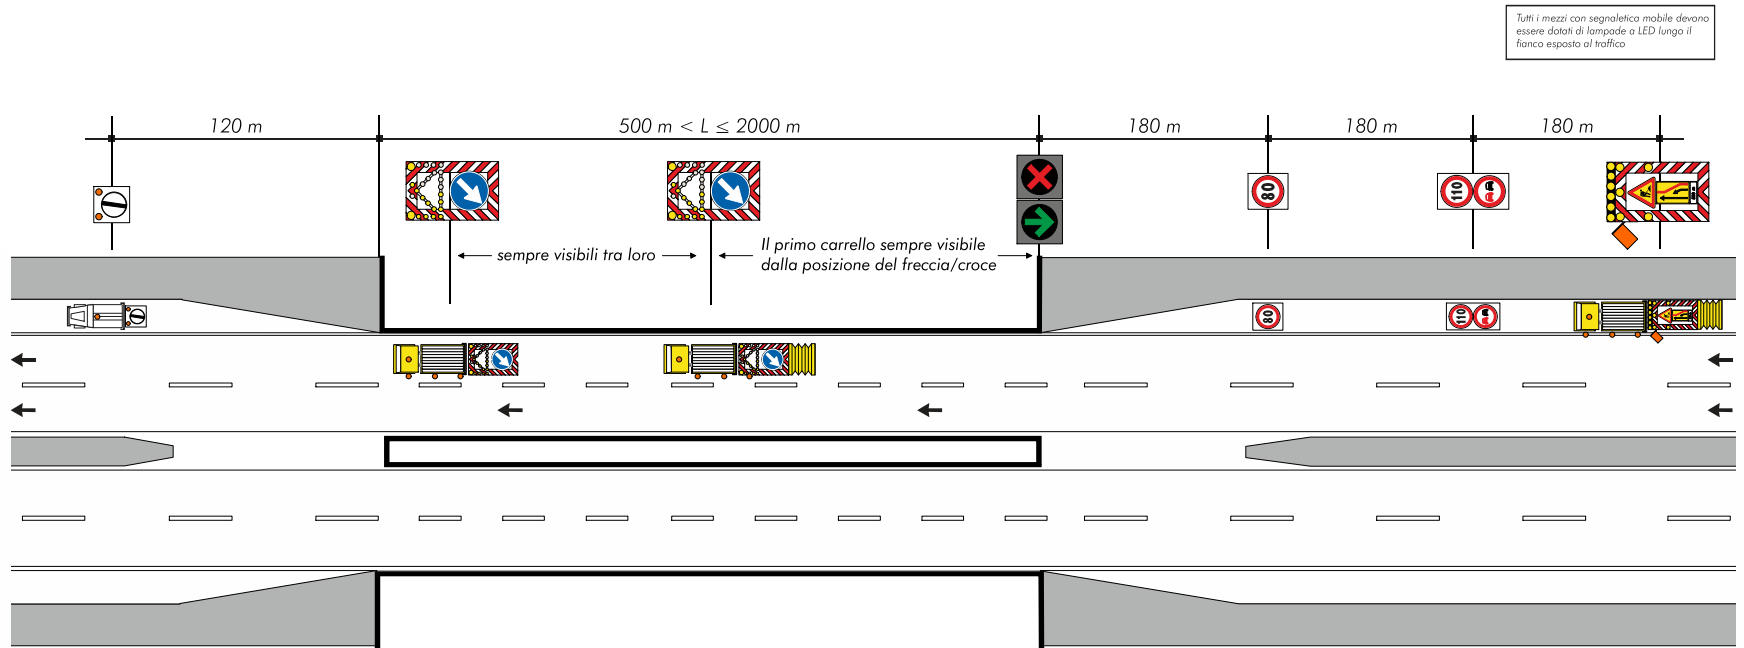 Tutti i mezzi con segnaletica mobile devono
essere dotati di lampade a LED lungo il
fianco esposto al traffico
120 m
500 m < L ≤ 2000 m
180 m
180 m
180 m
80
110
sempre visibili tra loro
Il primo carrello sempre visibile
dalla posizione del freccia/croce
80
110